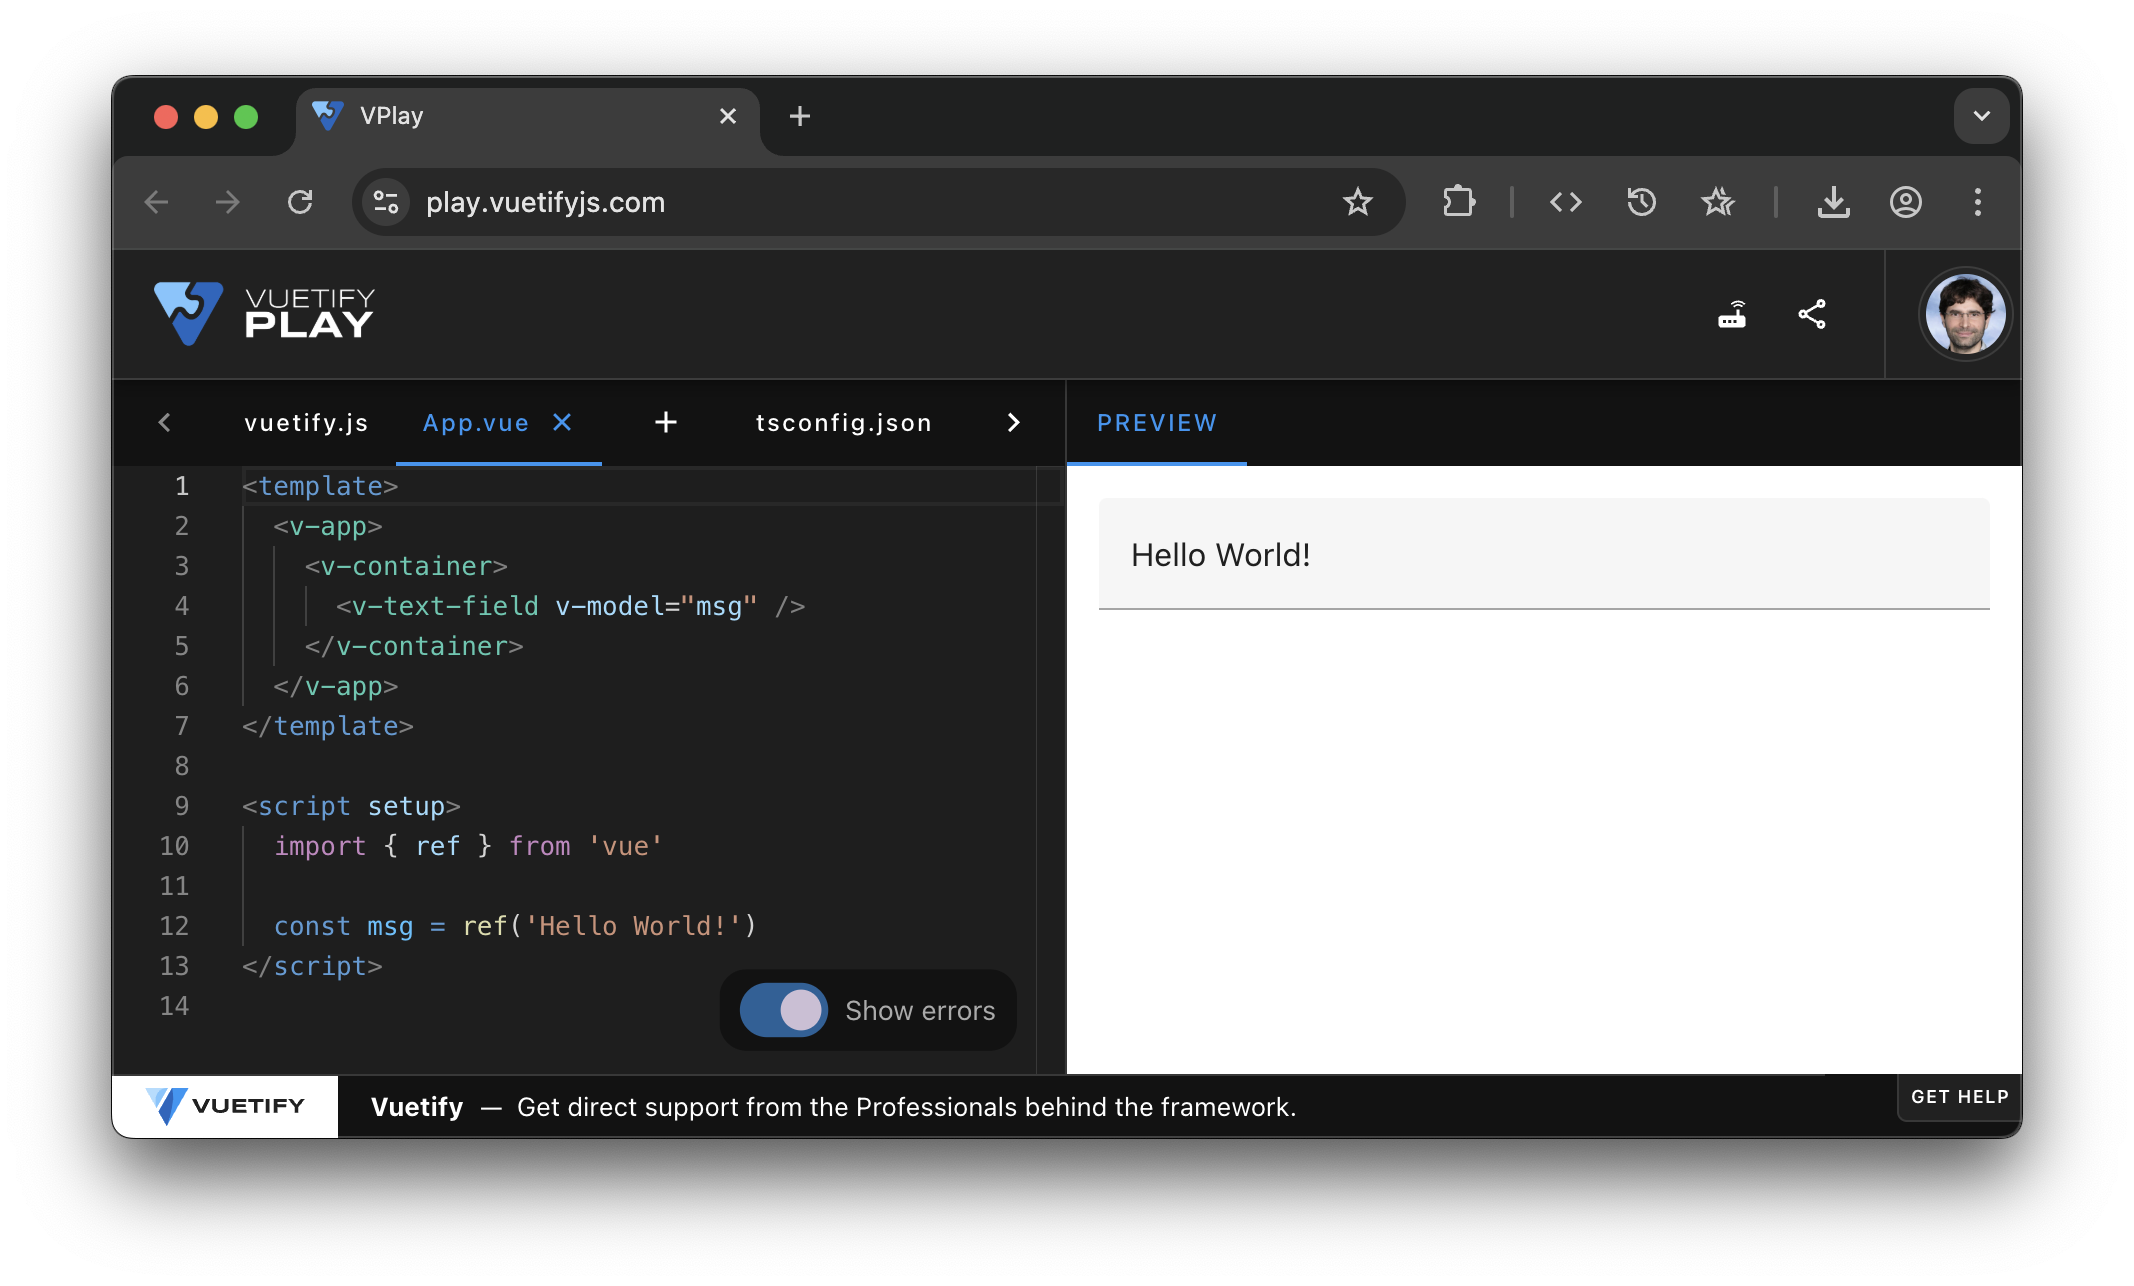 VPlay
play.vuetifyjs.com
VUETIFY
PLAY
vuetify.js App.vue tsconfig.json
PREVIEW
1 <template>
2 <v-app>
3 <v-container>
4 <v-text-field v-model="msg" />
5 </v-container>
6 </v-app>
7 </template>
8
9 <script setup>
10 import { ref } from 'vue'
11
12 const msg = ref('Hello World!')
13 </script>
14
Show errors
Hello World!
VUETIFY
Vuetify — Get direct support from the Professionals behind the framework.
GET HELP